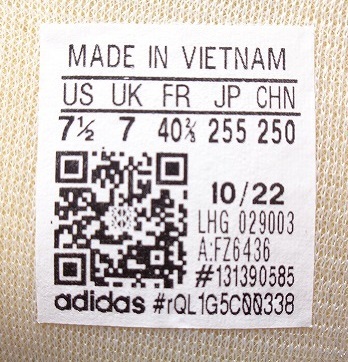 MADE IN VIETNAM
US UK FR JP CHN
7½ 7 40⅔ 255 250
10/22
LHG 029003
A:FZ6436
#131390585
adidas #rQL1G5C00338